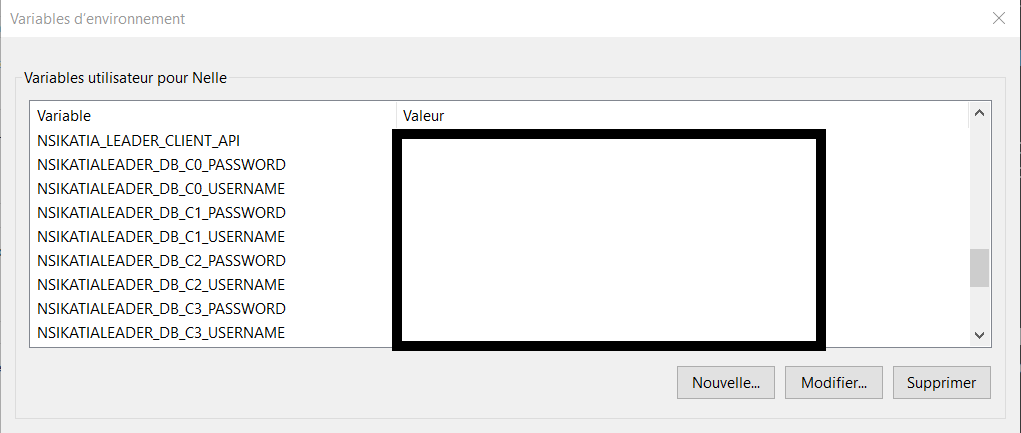 Variables d'environnement
Variables utilisateur pour Nelle
Variable Valeur
NSIKATIA_LEADER_CLIENT_API
NSIKATIALEADER_DB_C0_PASSWORD
NSIKATIALEADER_DB_C0_USERNAME
NSIKATIALEADER_DB_C1_PASSWORD
NSIKATIALEADER_DB_C1_USERNAME
NSIKATIALEADER_DB_C2_PASSWORD
NSIKATIALEADER_DB_C2_USERNAME
NSIKATIALEADER_DB_C3_PASSWORD
NSIKATIALEADER_DB_C3_USERNAME
Nouvelle... Modifier... Supprimer